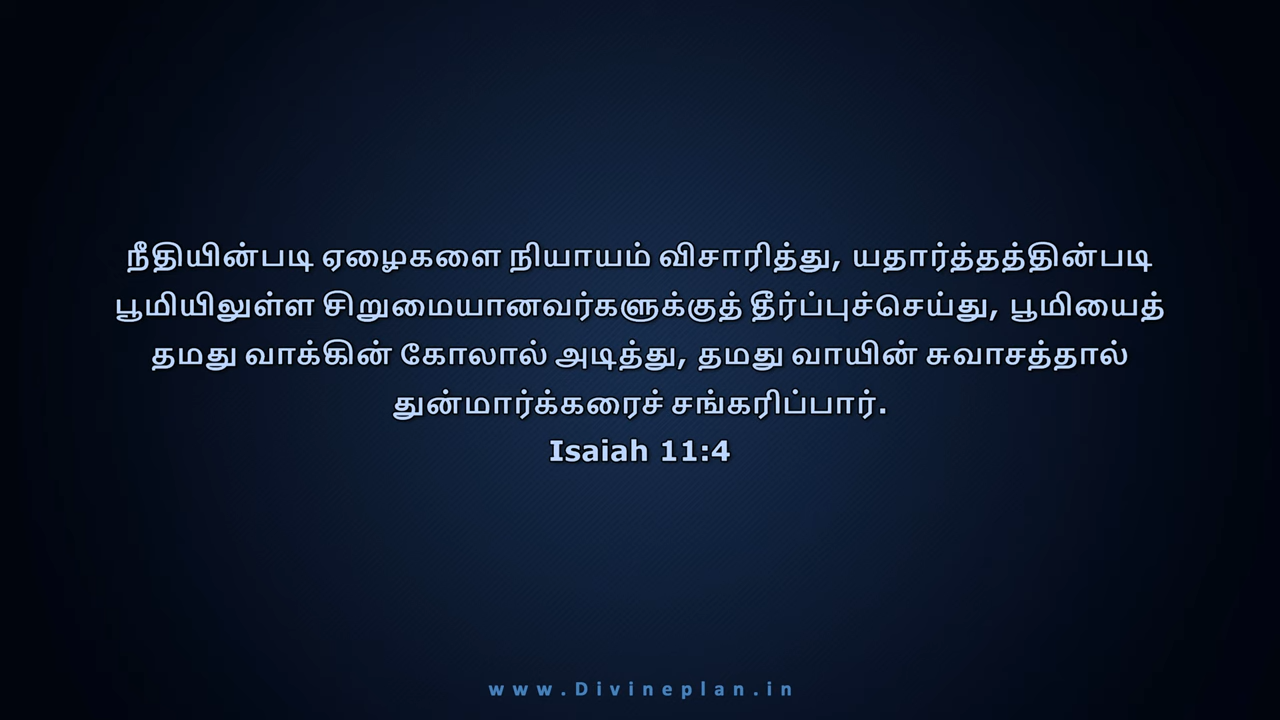 நீதியின்படி ஏழைகளை நியாயம் விசாரித்து, யதார்த்தத்தின்படி
பூமியிலுள்ள சிறுமையானவர்களுக்குத் தீர்ப்புச்செய்து, பூமியைத்
தமது வாக்கின் கோலால் அடித்து, தமது வாயின் சுவாசத்தால்
துன்மார்க்கரைச் சங்கரிப்பார்.
Isaiah 11:4
www.Divineplan.in